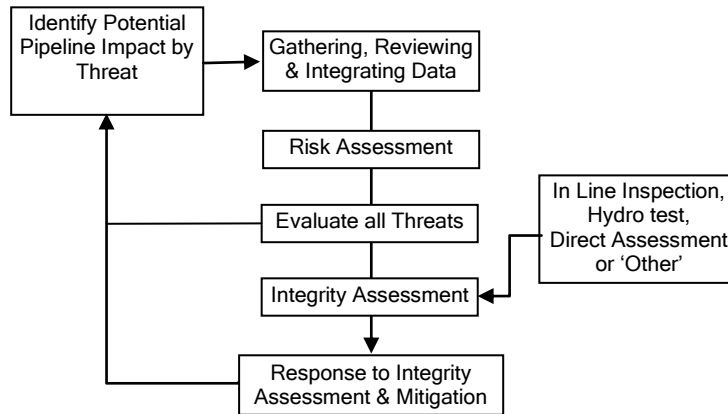 Identify Potential
Pipeline Impact by
Threat
Gathering, Reviewing
& Integrating Data
Risk Assessment
Evaluate all Threats
In Line Inspection,
Hydro test,
Direct Assessment
or ‘Other’
Integrity Assessment
Response to Integrity
Assessment & Mitigation